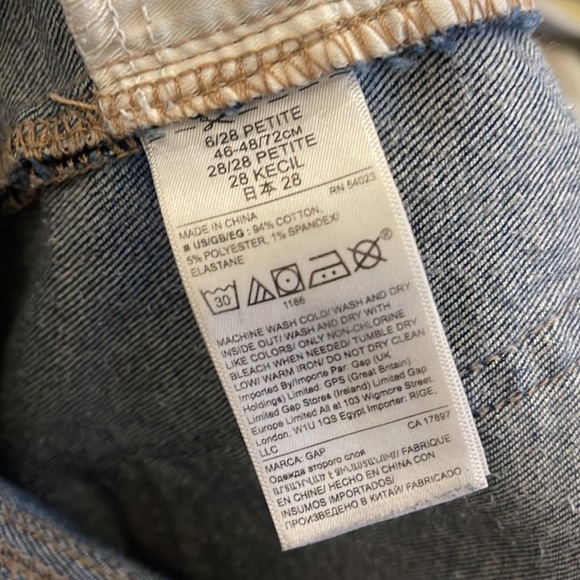 6/28 PETITE
46-48/72CM
28/28 PETITE
28 KECIL
日本 28
RN 54023
MADE IN CHINA
# US/GB/EG : 94% COTTON,
5% POLYESTER, 1% SPANDEX/
ELASTANE
30
1186
MACHINE WASH COLD/ WASH AND DRY
INSIDE OUT/ WASH AND DRY WITH
LIKE COLORS/ ONLY NON-CHLORINE
BLEACH WHEN NEEDED/ TUMBLE DRY
LOW/ WARM IRON/ DO NOT DRY CLEAN
Imported By/Importe Par. Gap (UK
Holdings) Limited. GPS (Great Britain)
Limited Gap Stores (Ireland) Limited Gap
Europe Limited All at 103 Wigmore Street.
London. W1U 1QS Egypt Importer: RIGE,
LLC
CA 17897
MARCA: GAP
Одежда второго слоя
FABRIQUE
EN CHINE/ HECHO EN CHINA CON
INSUMOS IMPORTADOS/
ПРОИЗВЕДЕНО В КИТАЙ/ FABRICADO